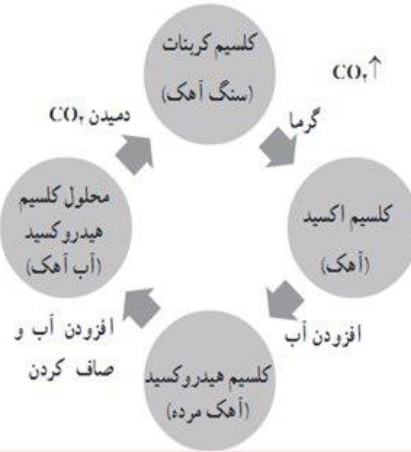 کلسیم کربنات
(سنگ آهک)
CO₂↑
گرما
کلسیم اکسید
(آهک)
افزودن آب
کلسیم هیدروکسید
(آهک مرده)
افزودن آب و
صاف کردن
محلول کلسیم
هیدروکسید
(آب آهک)
دمیدن CO₂